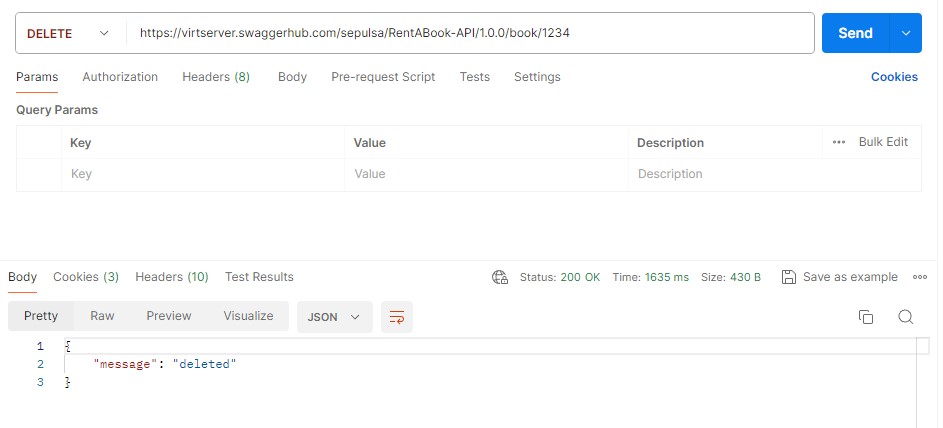 DELETE https://virtserver.swaggerhub.com/sepulsa/RentABook-API/1.0.0/book/1234 Send
Params Authorization Headers (8) Body Pre-request Script Tests Settings Cookies
Query Params
Key Value Description ••• Bulk Edit
Key Value Description
Body Cookies (3) Headers (10) Test Results Status: 200 OK Time: 1635 ms Size: 430 B Save as example
Pretty Raw Preview Visualize JSON
1 {
2 "message": "deleted"
3 }